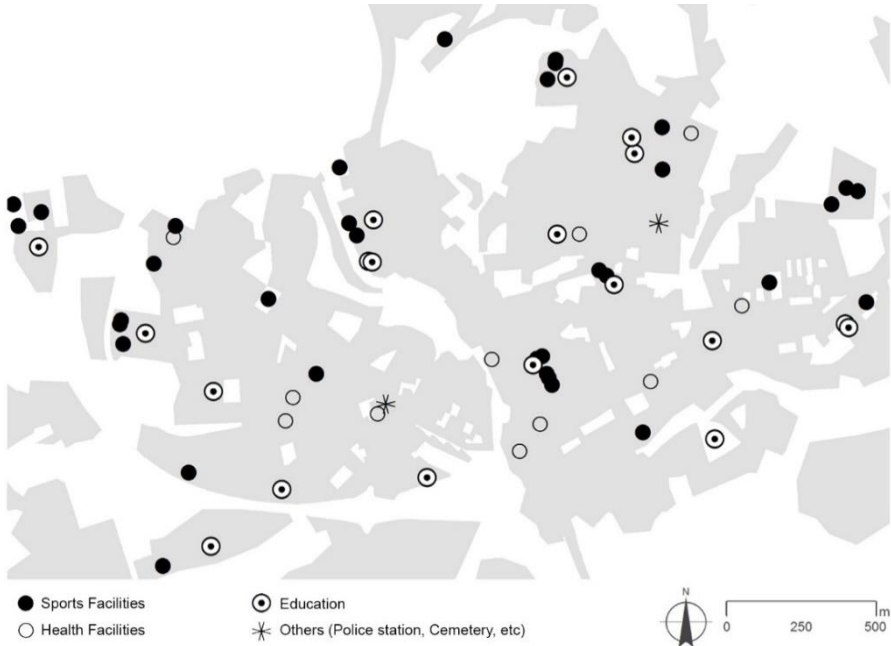 Sports Facilities
Education
Health Facilities
Others (Police station, Cemetery, etc)
N
m
0 250 500